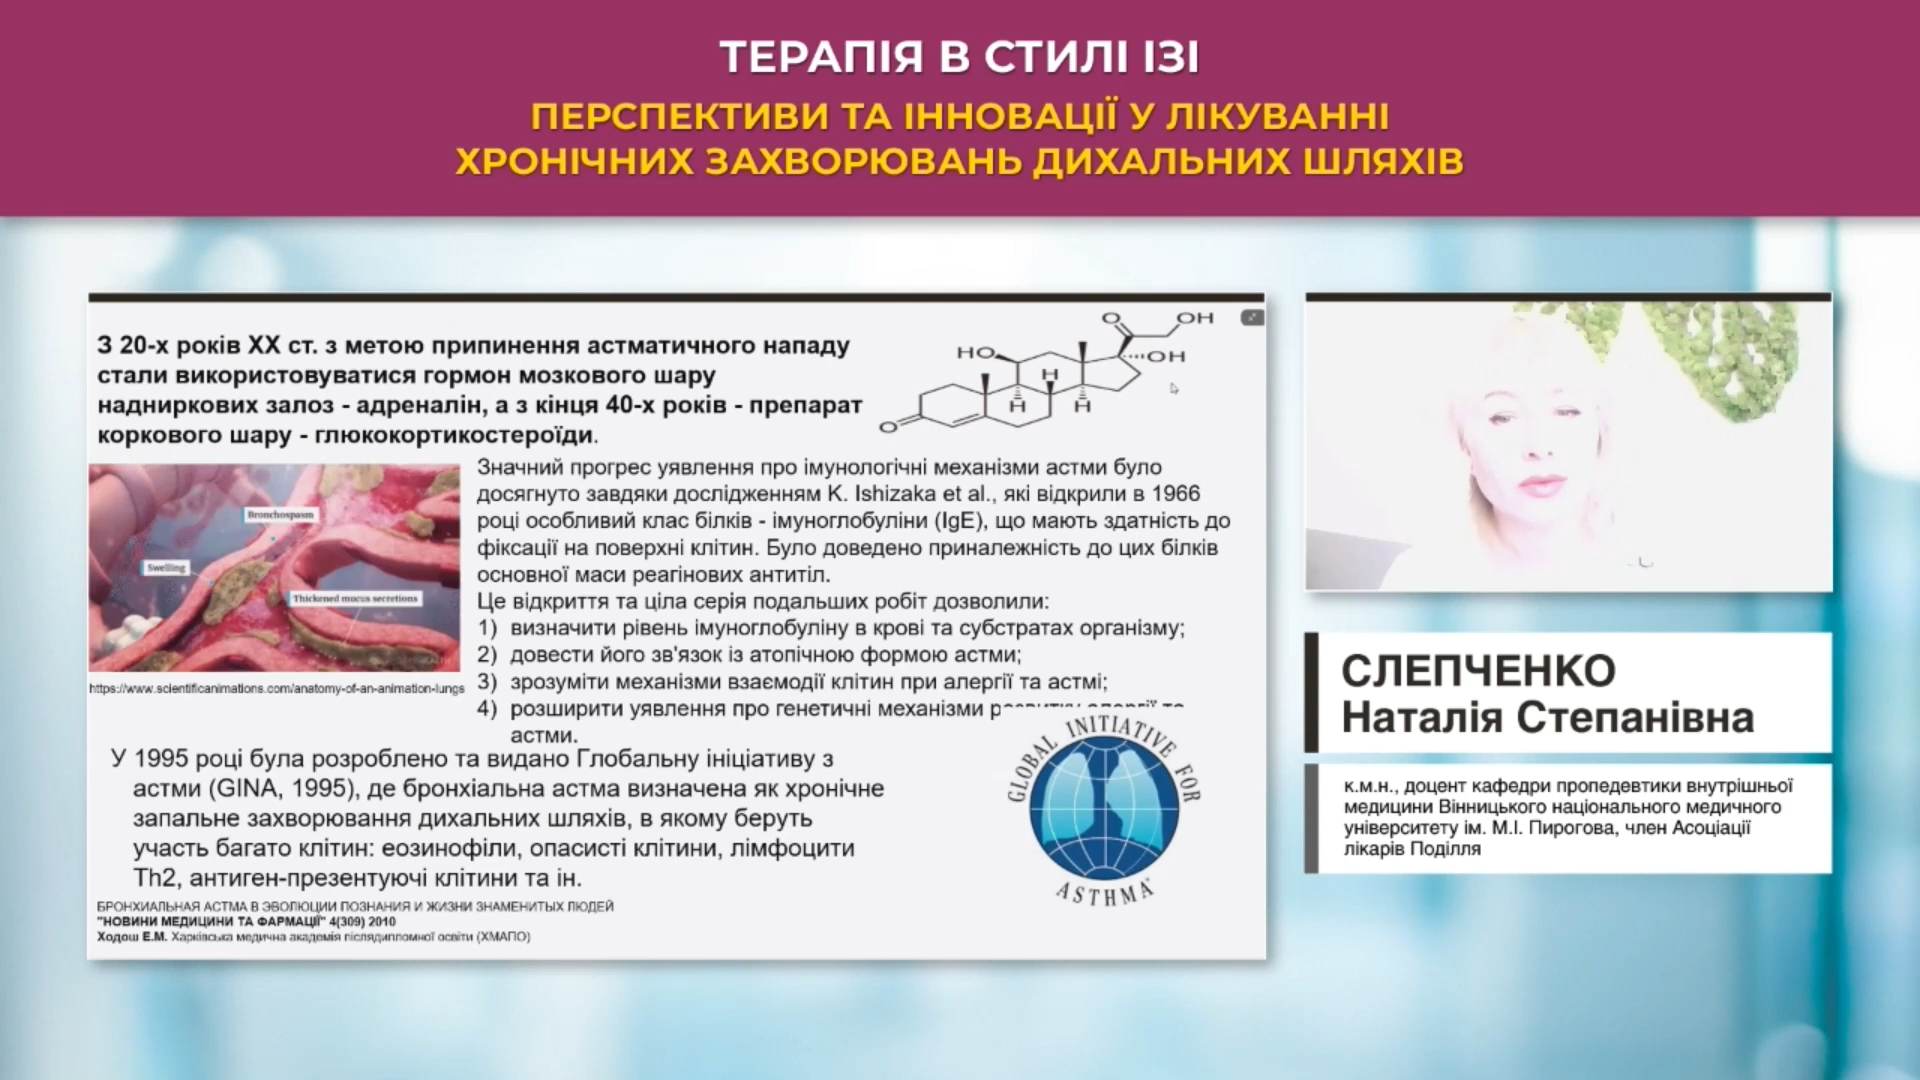 ТЕРАПІЯ В СТИЛІ ІЗІ
ПЕРСПЕКТИВИ ТА ІННОВАЦІЇ У ЛІКУВАННІ
ХРОНІЧНИХ ЗАХВОРЮВАНЬ ДИХАЛЬНИХ ШЛЯХІВ
З 20-х років XX ст. з метою припинення астматичного нападу
стали використовуватися гормон мозкового шару
надниркових залоз - адреналін, а з кінця 40-х років - препарат
коркового шару - глюкокортикостероїди.
O
OH
HO
OH
H
H
H
O
Bronchospasm
Swelling
Thickened mucus secretions
https://www.scientificanimations.com/anatomy-of-an-animation-lungs
Значний прогрес уявлення про імунологічні механізми астми було
досягнуто завдяки дослідженням K. Ishizaka et al., які відкрили в 1966
році особливий клас білків - імуноглобуліни (IgE), що мають здатність до
фіксації на поверхні клітин. Було доведено приналежність до цих білків
основної маси реагінових антитіл.
Це відкриття та ціла серія подальших робіт дозволили:
1) визначити рівень імуноглобуліну в крові та субстратах організму;
2) довести його зв'язок із атопічною формою астми;
3) зрозуміти механізми взаємодії клітин при алергії та астмі;
4) розширити уявлення про генетичні механізми розвитку алергії та
астми.
У 1995 році була розроблено та видано Глобальну ініціативу з
астми (GINA, 1995), де бронхіальна астма визначена як хронічне
запальне захворювання дихальних шляхів, в якому беруть
участь багато клітин: еозинофіли, опасисті клітини, лімфоцити
Th2, антиген-презентуючі клітини та ін.
GLOBAL INITIATIVE FOR
ASTHMA
БРОНХИАЛЬНАЯ АСТМА В ЭВОЛЮЦИИ ПОЗНАНИЯ И ЖИЗНИ ЗНАМЕНИТЫХ ЛЮДЕЙ
"НОВИНИ МЕДИЦИНИ ТА ФАРМАЦІЇ" 4(309) 2010
Ходош Е.М. Харківська медична академія післядипломної освіти (ХМАПО)
СЛЕПЧЕНКО
Наталія Степанівна
к.м.н., доцент кафедри пропедевтики внутрішньої
медицини Вінницького національного медичного
університету ім. М.І. Пирогова, член Асоціації
лікарів Поділля